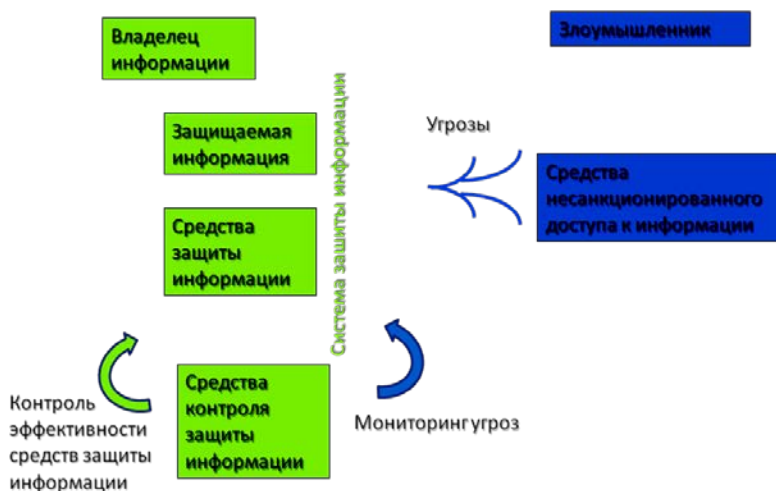 Владелец
информации
Злоумышленник
Защищаемая
информация
Угрозы
Средства
несанкционированного
доступа к информации
Средства
защиты
информации
Система зашиты информации
Средства
контроля
защиты
информации
Контроль
эффективности
средств защиты
информации
Мониторинг угроз